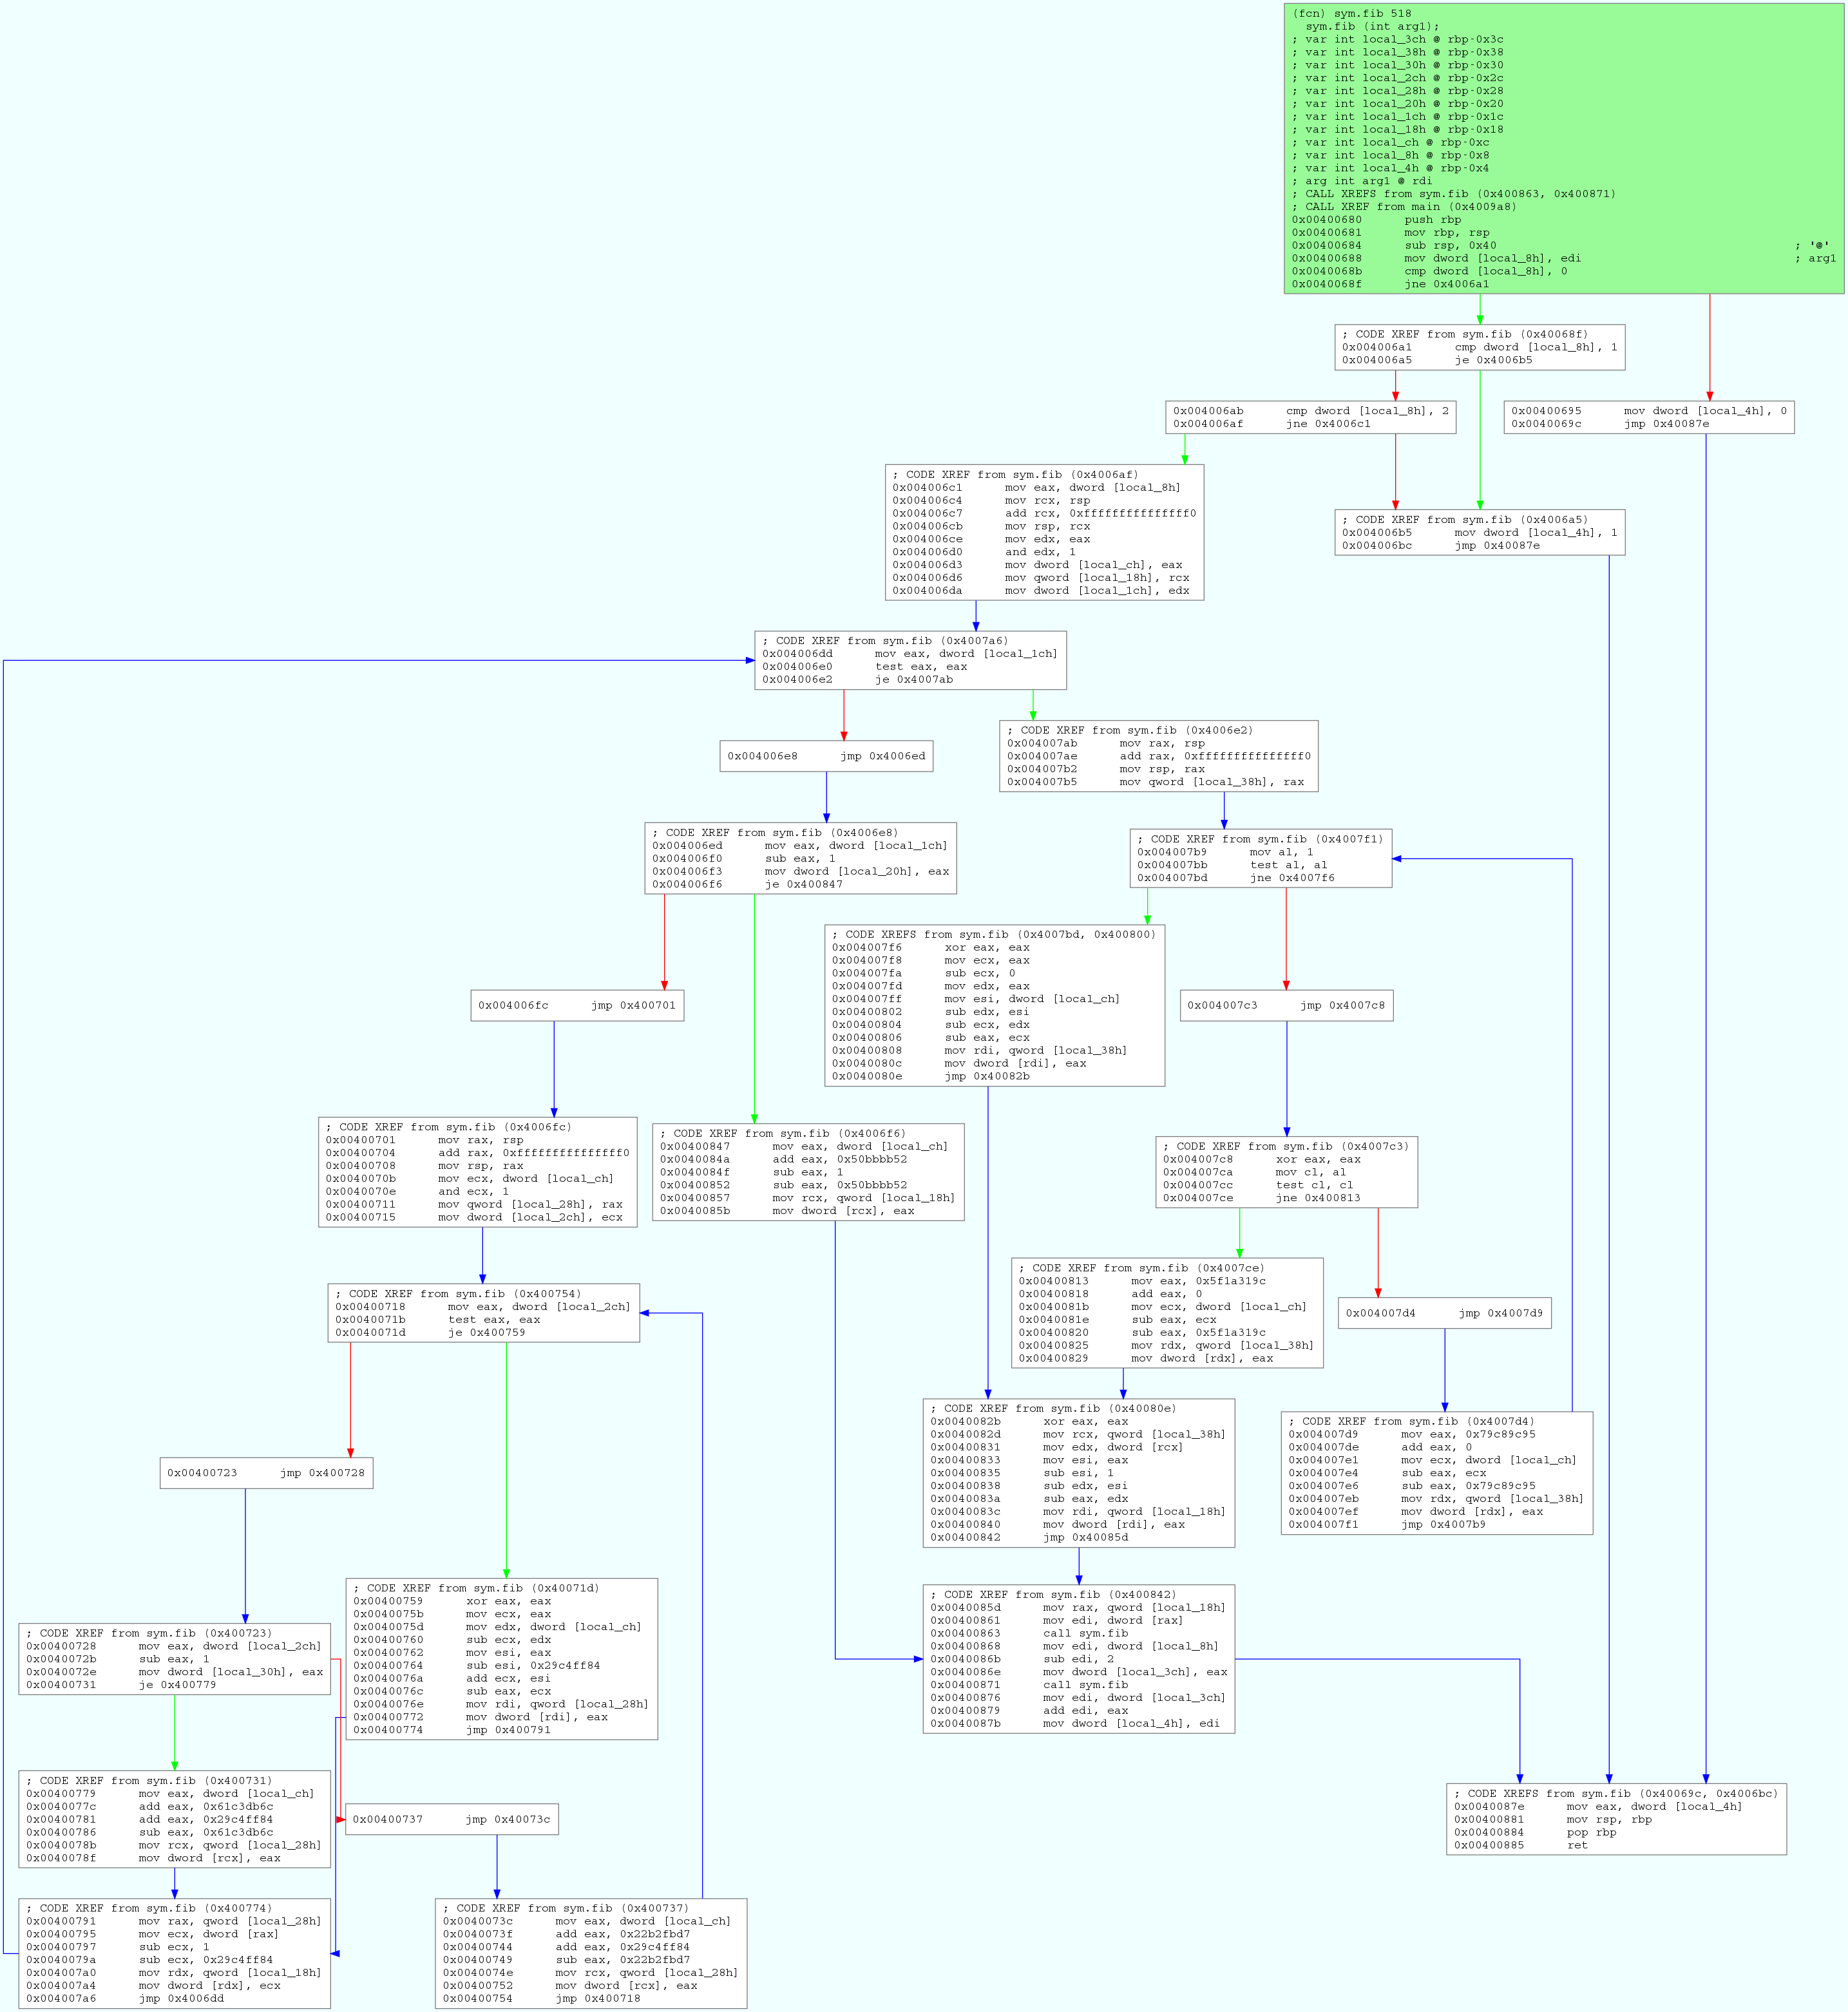 (fcn) sym.fib 518
sym.fib (int arg1);
; var int local_3ch @ rbp-0x3c
; var int local_38h @ rbp-0x38
; var int local_30h @ rbp-0x30
; var int local_2ch @ rbp-0x2c
; var int local_28h @ rbp-0x28
; var int local_20h @ rbp-0x20
; var int local_1ch @ rbp-0x1c
; var int local_18h @ rbp-0x18
; var int local_ch @ rbp-0xc
; var int local_8h @ rbp-0x8
; var int local_4h @ rbp-0x4
; arg int arg1 @ rdi
; CALL XREFS from sym.fib (0x400863, 0x400871)
; CALL XREF from main (0x4009a8)
0x00400680 push rbp
0x00400681 mov rbp, rsp
0x00400684 sub rsp, 0x40 ; '@'
0x00400688 mov dword [local_8h], edi ; arg1
0x0040068b cmp dword [local_8h], 0
0x0040068f jne 0x4006a1
; CODE XREF from sym.fib (0x40068f)
0x004006a1 cmp dword [local_8h], 1
0x004006a5 je 0x4006b5
0x004006ab cmp dword [local_8h], 2
0x004006af jne 0x4006c1
0x00400695 mov dword [local_4h], 0
0x0040069c jmp 0x40087e
; CODE XREF from sym.fib (0x4006af)
0x004006c1 mov eax, dword [local_8h]
0x004006c4 mov rcx, rsp
0x004006c7 add rcx, 0xfffffffffffffff0
0x004006cb mov rsp, rcx
0x004006ce mov edx, eax
0x004006d0 and edx, 1
0x004006d3 mov dword [local_ch], eax
0x004006d6 mov qword [local_18h], rcx
0x004006da mov dword [local_1ch], edx
; CODE XREF from sym.fib (0x4006a5)
0x004006b5 mov dword [local_4h], 1
0x004006bc jmp 0x40087e
; CODE XREF from sym.fib (0x4007a6)
0x004006dd mov eax, dword [local_1ch]
0x004006e0 test eax, eax
0x004006e2 je 0x4007ab
0x004006e8 jmp 0x4006ed
; CODE XREF from sym.fib (0x4006e2)
0x004007ab mov rax, rsp
0x004007ae add rax, 0xfffffffffffffff0
0x004007b2 mov rsp, rax
0x004007b5 mov qword [local_38h], rax
; CODE XREF from sym.fib (0x4006e8)
0x004006ed mov eax, dword [local_1ch]
0x004006f0 sub eax, 1
0x004006f3 mov dword [local_20h], eax
0x004006f6 je 0x400847
; CODE XREF from sym.fib (0x4007f1)
0x004007b9 mov al, 1
0x004007bb test al, al
0x004007bd jne 0x4007f6
; CODE XREFS from sym.fib (0x4007bd, 0x400800)
0x004007f6 xor eax, eax
0x004007f8 mov ecx, eax
0x004007fa sub ecx, 0
0x004007fd mov edx, eax
0x004007ff mov esi, dword [local_ch]
0x00400802 sub edx, esi
0x00400804 sub ecx, edx
0x00400806 sub eax, ecx
0x00400808 mov rdi, qword [local_38h]
0x0040080c mov dword [rdi], eax
0x0040080e jmp 0x40082b
0x004006fc jmp 0x400701
0x004007c3 jmp 0x4007c8
; CODE XREF from sym.fib (0x4006fc)
0x00400701 mov rax, rsp
0x00400704 add rax, 0xfffffffffffffff0
0x00400708 mov rsp, rax
0x0040070b mov ecx, dword [local_ch]
0x0040070e and ecx, 1
0x00400711 mov qword [local_28h], rax
0x00400715 mov dword [local_2ch], ecx
; CODE XREF from sym.fib (0x4006f6)
0x00400847 mov eax, dword [local_ch]
0x0040084a add eax, 0x50bbbb52
0x0040084f sub eax, 1
0x00400852 sub eax, 0x50bbbb52
0x00400857 mov rcx, qword [local_18h]
0x0040085b mov dword [rcx], eax
; CODE XREF from sym.fib (0x4007c3)
0x004007c8 xor eax, eax
0x004007ca mov cl, al
0x004007cc test cl, cl
0x004007ce jne 0x400813
; CODE XREF from sym.fib (0x4007ce)
0x00400813 mov eax, 0x5f1a319c
0x00400818 add eax, 0
0x0040081b mov ecx, dword [local_ch]
0x0040081e sub eax, ecx
0x00400820 sub eax, 0x5f1a319c
0x00400825 mov rdx, qword [local_38h]
0x00400829 mov dword [rdx], eax
; CODE XREF from sym.fib (0x400754)
0x00400718 mov eax, dword [local_2ch]
0x0040071b test eax, eax
0x0040071d je 0x400759
0x004007d4 jmp 0x4007d9
; CODE XREF from sym.fib (0x40080e)
0x0040082b xor eax, eax
0x0040082d mov rcx, qword [local_38h]
0x00400831 mov edx, dword [rcx]
0x00400833 mov esi, eax
0x00400835 sub esi, 1
0x00400838 sub edx, esi
0x0040083a sub eax, edx
0x0040083c mov rdi, qword [local_18h]
0x00400840 mov dword [rdi], eax
0x00400842 jmp 0x40085d
; CODE XREF from sym.fib (0x4007d4)
0x004007d9 mov eax, 0x79c89c95
0x004007de add eax, 0
0x004007e1 mov ecx, dword [local_ch]
0x004007e4 sub eax, ecx
0x004007e6 sub eax, 0x79c89c95
0x004007eb mov rdx, qword [local_38h]
0x004007ef mov dword [rdx], eax
0x004007f1 jmp 0x4007b9
0x00400723 jmp 0x400728
; CODE XREF from sym.fib (0x40071d)
0x00400759 xor eax, eax
0x0040075b mov ecx, eax
0x0040075d mov edx, dword [local_ch]
0x00400760 sub ecx, edx
0x00400762 mov esi, eax
0x00400764 sub esi, 0x29c4ff84
0x0040076a add ecx, esi
0x0040076c sub eax, ecx
0x0040076e mov rdi, qword [local_28h]
0x00400772 mov dword [rdi], eax
0x00400774 jmp 0x400791
; CODE XREF from sym.fib (0x400842)
0x0040085d mov rax, qword [local_18h]
0x00400861 mov edi, dword [rax]
0x00400863 call sym.fib
0x00400868 mov edi, dword [local_8h]
0x0040086b sub edi, 2
0x0040086e mov dword [local_3ch], eax
0x00400871 call sym.fib
0x00400876 mov edi, dword [local_3ch]
0x00400879 add edi, eax
0x0040087b mov dword [local_4h], edi
; CODE XREF from sym.fib (0x400723)
0x00400728 mov eax, dword [local_2ch]
0x0040072b sub eax, 1
0x0040072e mov dword [local_30h], eax
0x00400731 je 0x400779
; CODE XREF from sym.fib (0x400731)
0x00400779 mov eax, dword [local_ch]
0x0040077c add eax, 0x61c3db6c
0x00400781 add eax, 0x29c4ff84
0x00400786 sub eax, 0x61c3db6c
0x0040078b mov rcx, qword [local_28h]
0x0040078f mov dword [rcx], eax
0x00400737 jmp 0x40073c
; CODE XREFS from sym.fib (0x40069c, 0x4006bc)
0x0040087e mov eax, dword [local_4h]
0x00400881 mov rsp, rbp
0x00400884 pop rbp
0x00400885 ret
; CODE XREF from sym.fib (0x400774)
0x00400791 mov rax, qword [local_28h]
0x00400795 mov ecx, dword [rax]
0x00400797 sub ecx, 1
0x0040079a sub ecx, 0x29c4ff84
0x004007a0 mov rdx, qword [local_18h]
0x004007a4 mov dword [rdx], ecx
0x004007a6 jmp 0x4006dd
; CODE XREF from sym.fib (0x400737)
0x0040073c mov eax, dword [local_ch]
0x0040073f add eax, 0x22b2fbd7
0x00400744 add eax, 0x29c4ff84
0x00400749 sub eax, 0x22b2fbd7
0x0040074e mov rcx, qword [local_28h]
0x00400752 mov dword [rcx], eax
0x00400754 jmp 0x400718